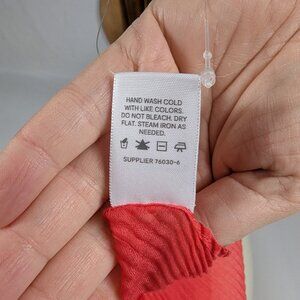 HAND WASH COLD
WITH LIKE COLORS.
DO NOT BLEACH. DRY
FLAT. STEAM IRON AS
NEEDED.
SUPPLIER 76030-6